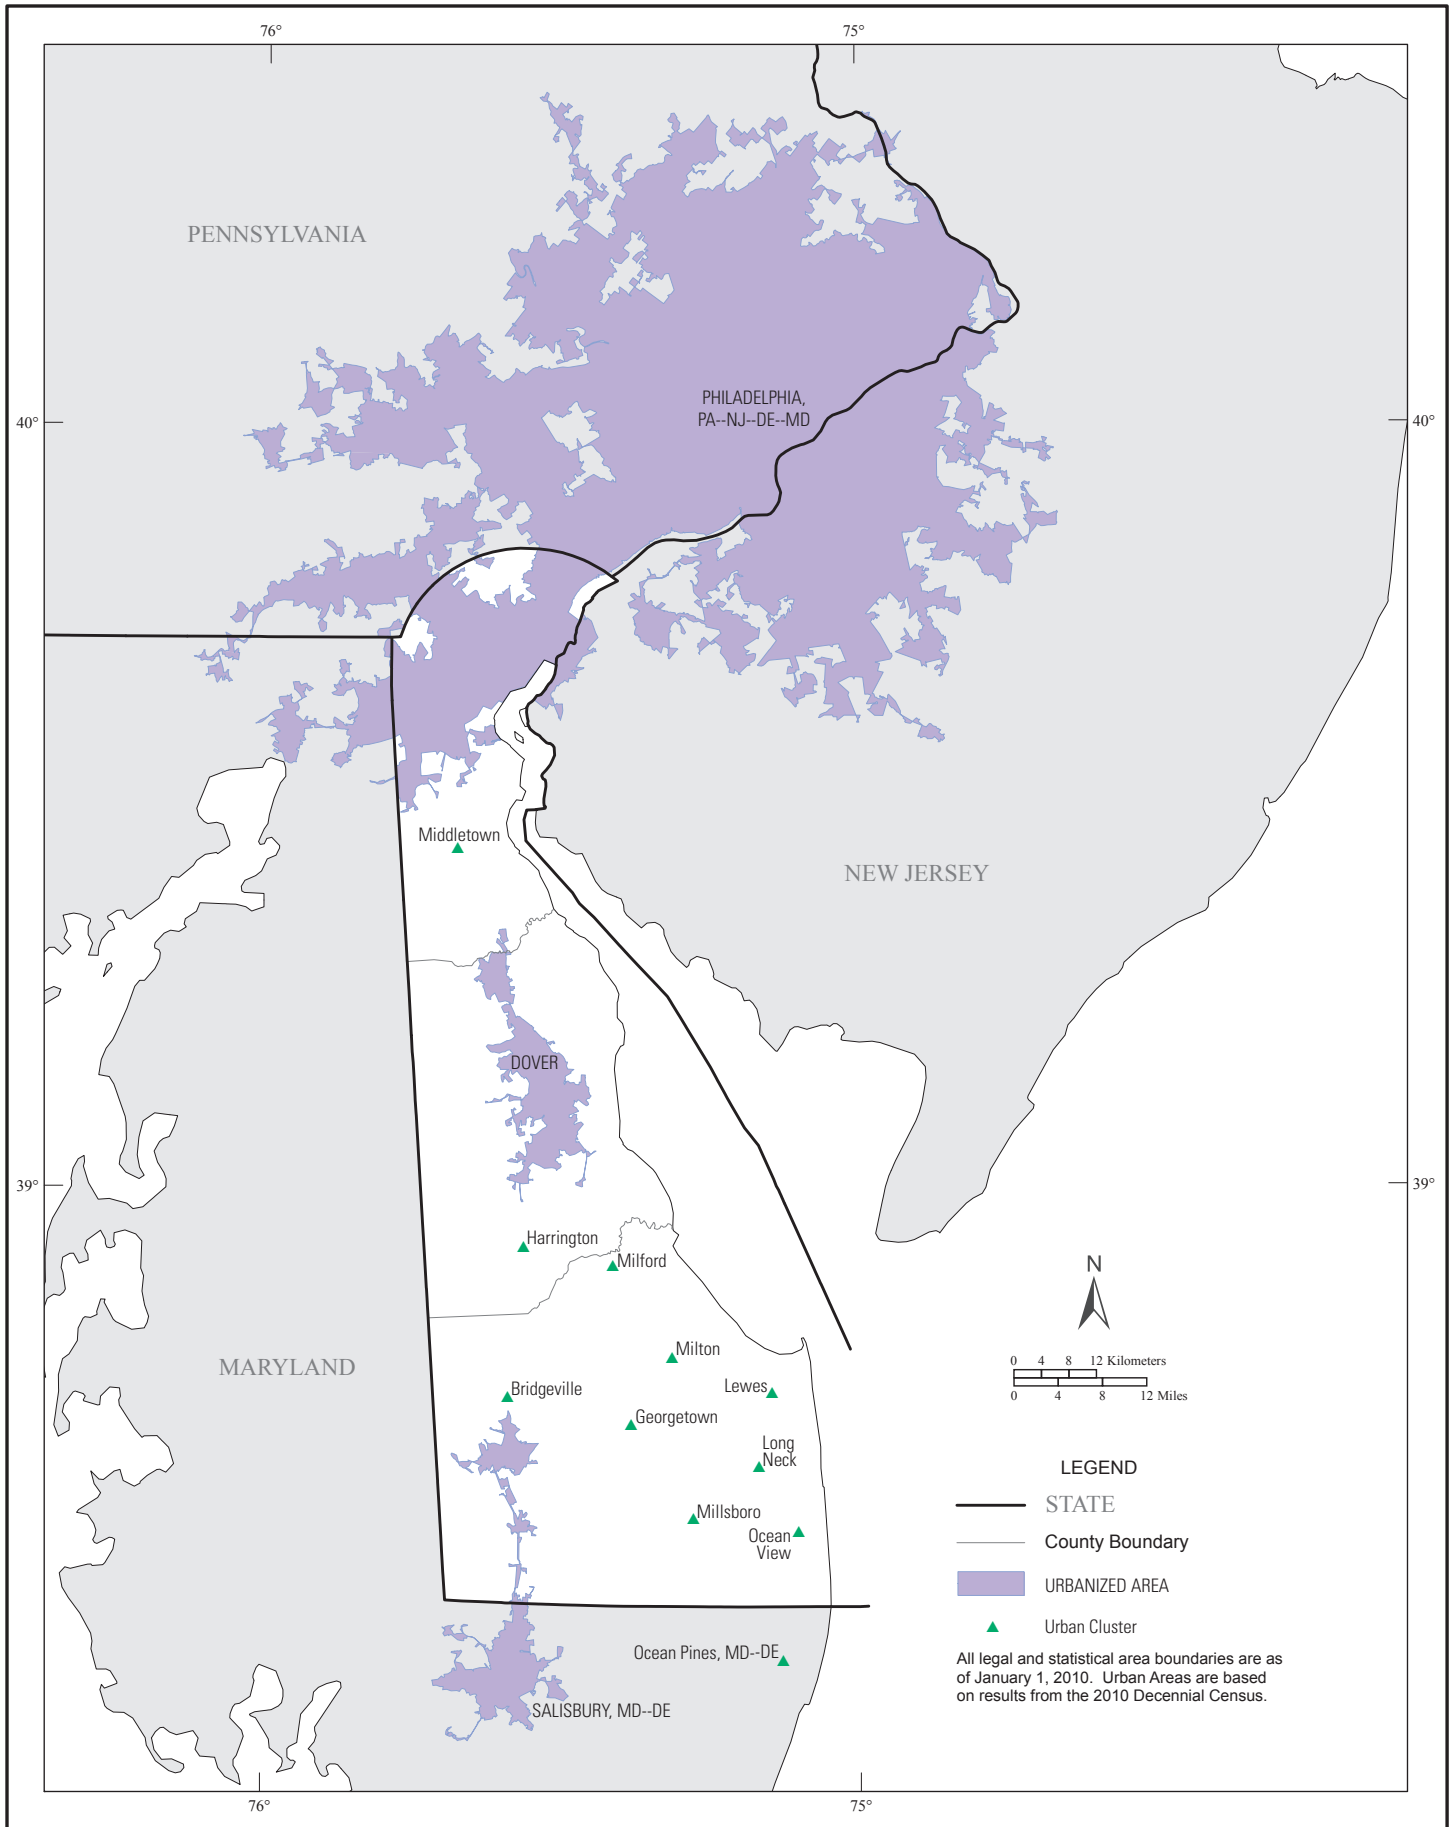 76°
75°
PENNSYLVANIA
PHILADELPHIA,
PA--NJ--DE--MD
40°
40°
Middletown
NEW JERSEY
DOVER
39°
39°
Harrington
Milford
N
MARYLAND
Milton
0 4 8 12 Kilometers
0 4 8 12 Miles
Bridgeville
Lewes
Georgetown
Long
Neck
LEGEND
STATE
Millsboro
Ocean
View
County Boundary
URBANIZED AREA
Urban Cluster
Ocean Pines, MD--DE
All legal and statistical area boundaries are as
of January 1, 2010. Urban Areas are based
on results from the 2010 Decennial Census.
SALISBURY, MD--DE
76°
75°